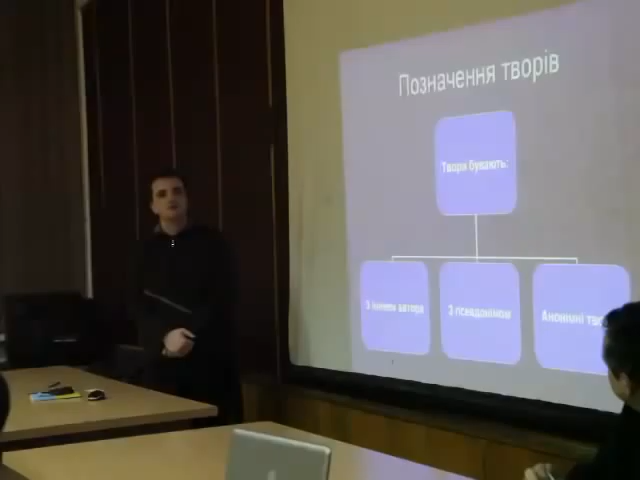 Позначення творів
Твори бувають:
З іменем автора
З псевдонімом
Анонімні